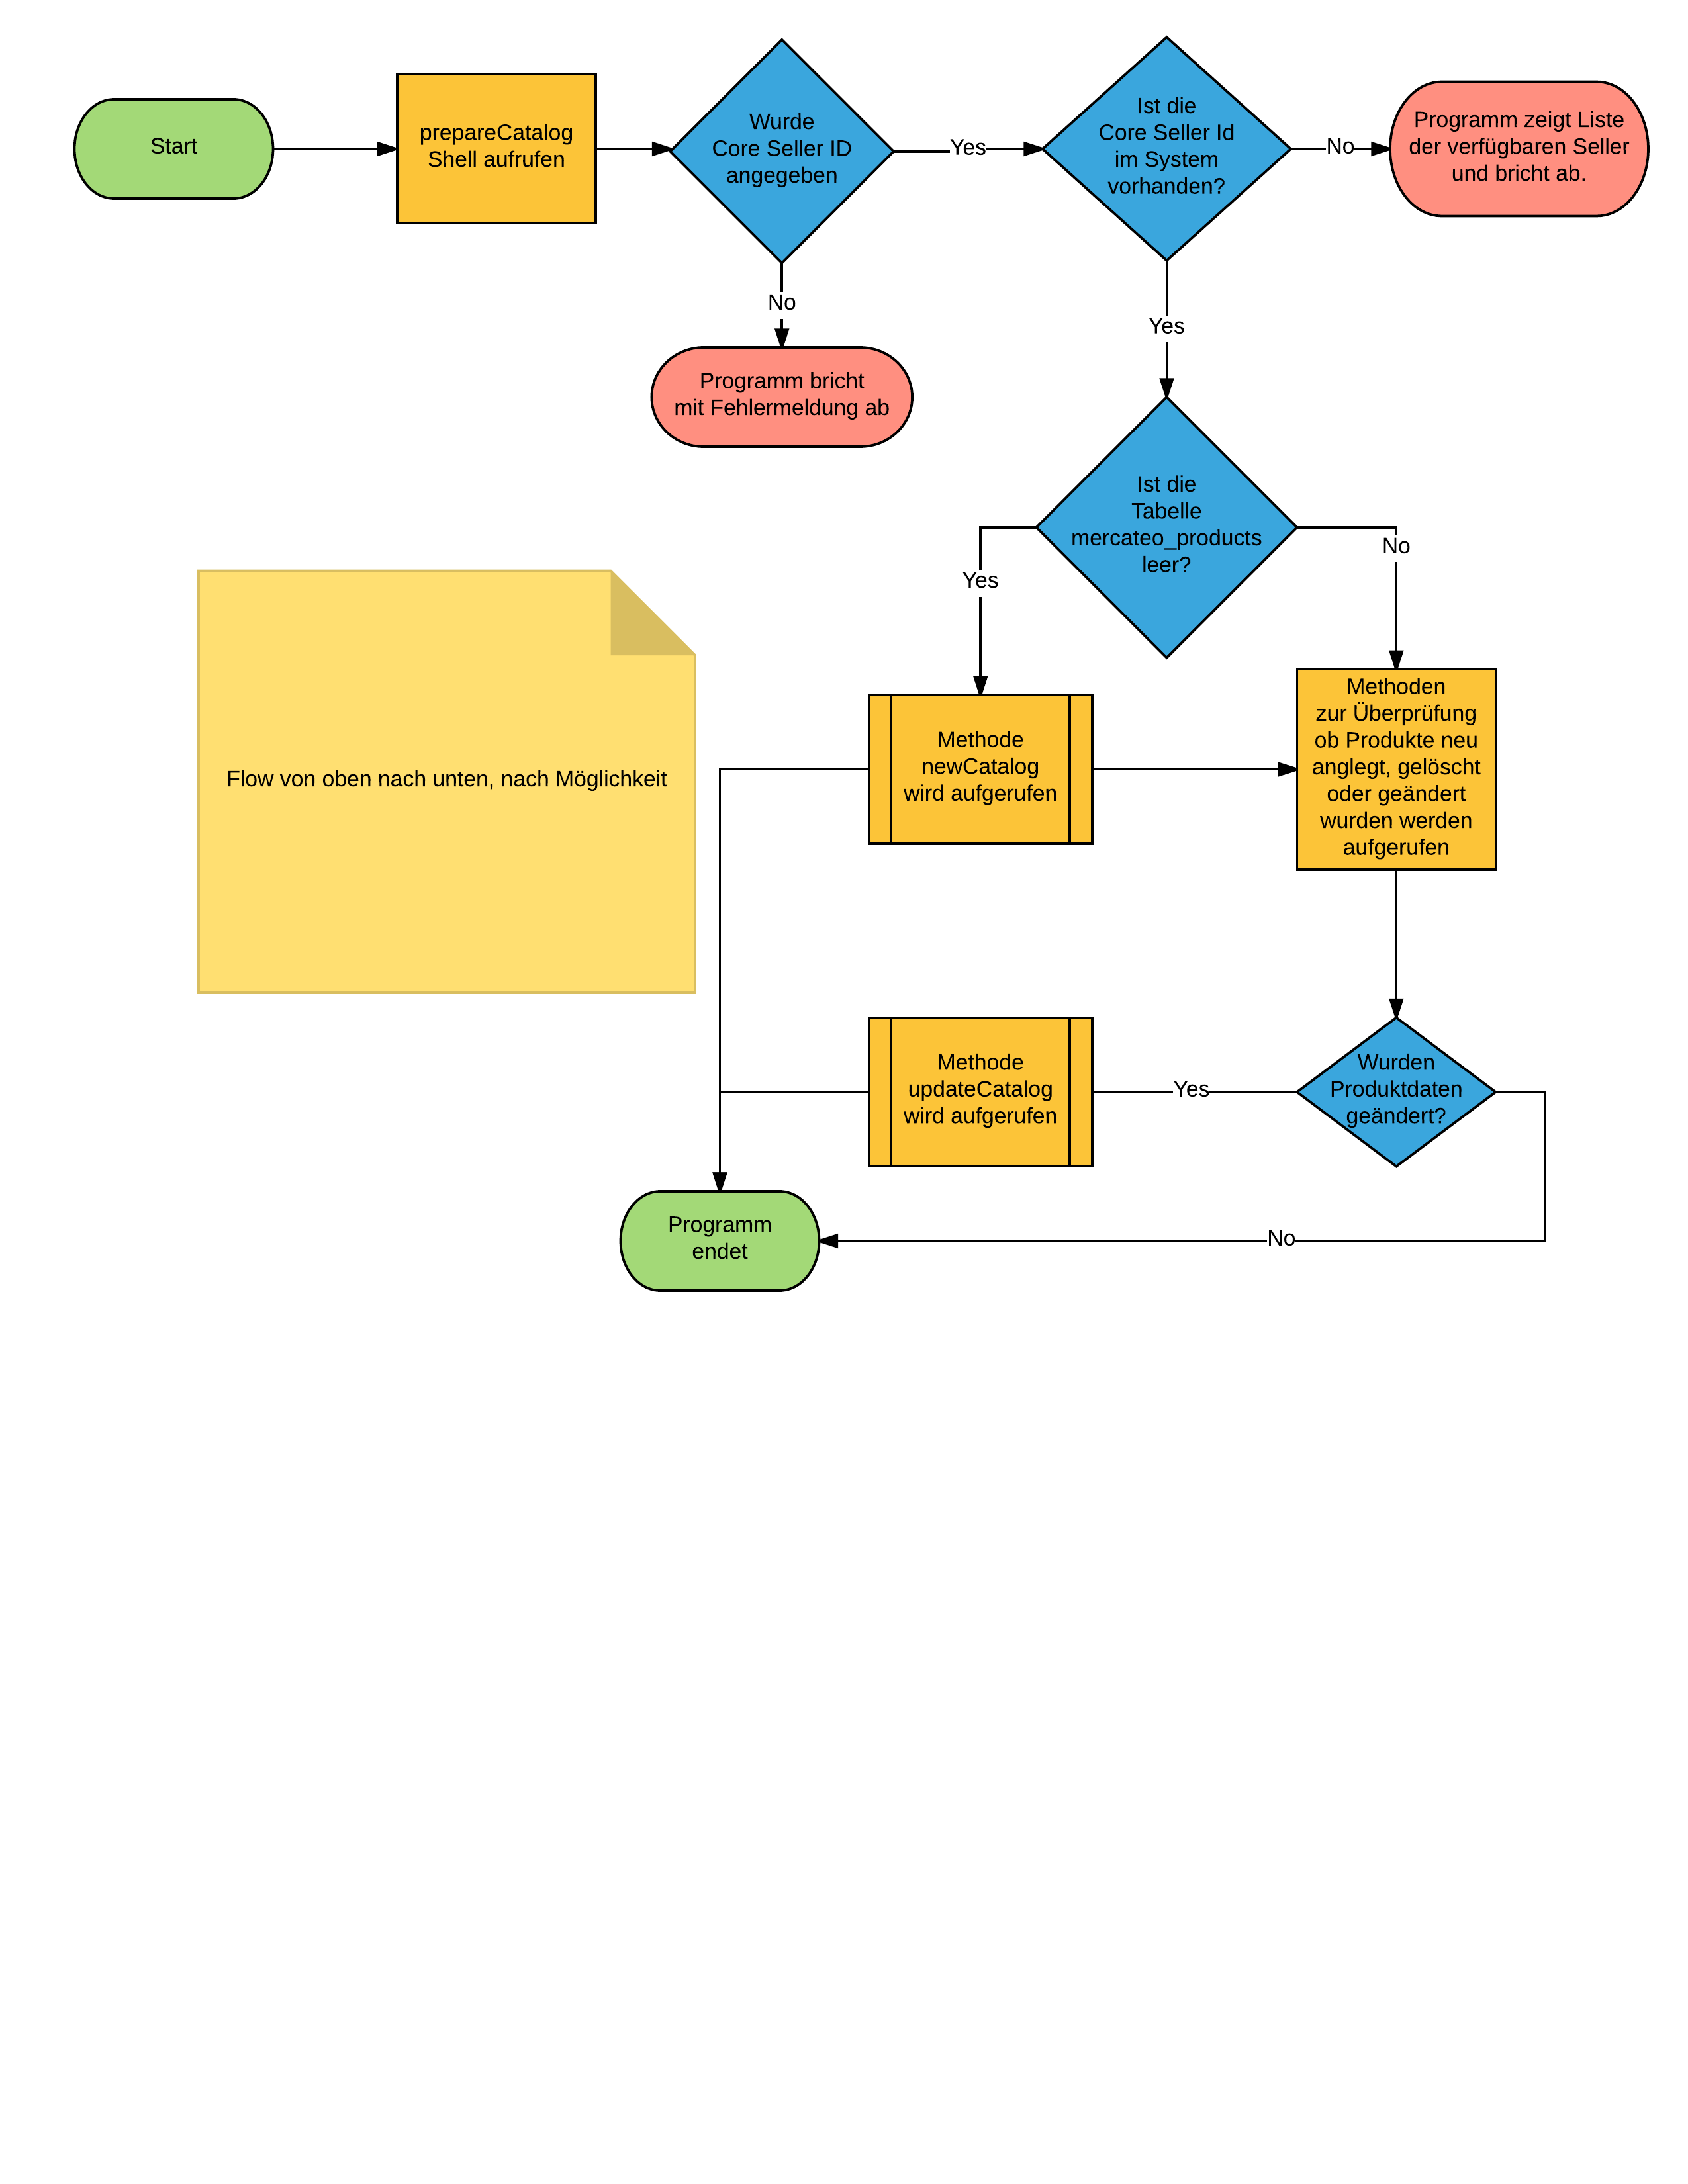 Start
prepareCatalog
Shell aufrufen
Wurde
Core Seller ID
angegeben
Yes
Ist die
Core Seller Id
im System
vorhanden?
No
Programm zeigt Liste
der verfügbaren Seller
und bricht ab.
No
Programm bricht
mit Fehlermeldung ab
Yes
Ist die
Tabelle
mercateo_products
leer?
Yes
No
Flow von oben nach unten, nach Möglichkeit
Methode
newCatalog
wird aufgerufen
Methoden
zur Überprüfung
ob Produkte neu
anglegt, gelöscht
oder geändert
wurden werden
aufgerufen
Methode
updateCatalog
wird aufgerufen
Yes
Wurden
Produktdaten
geändert?
Programm
endet
No